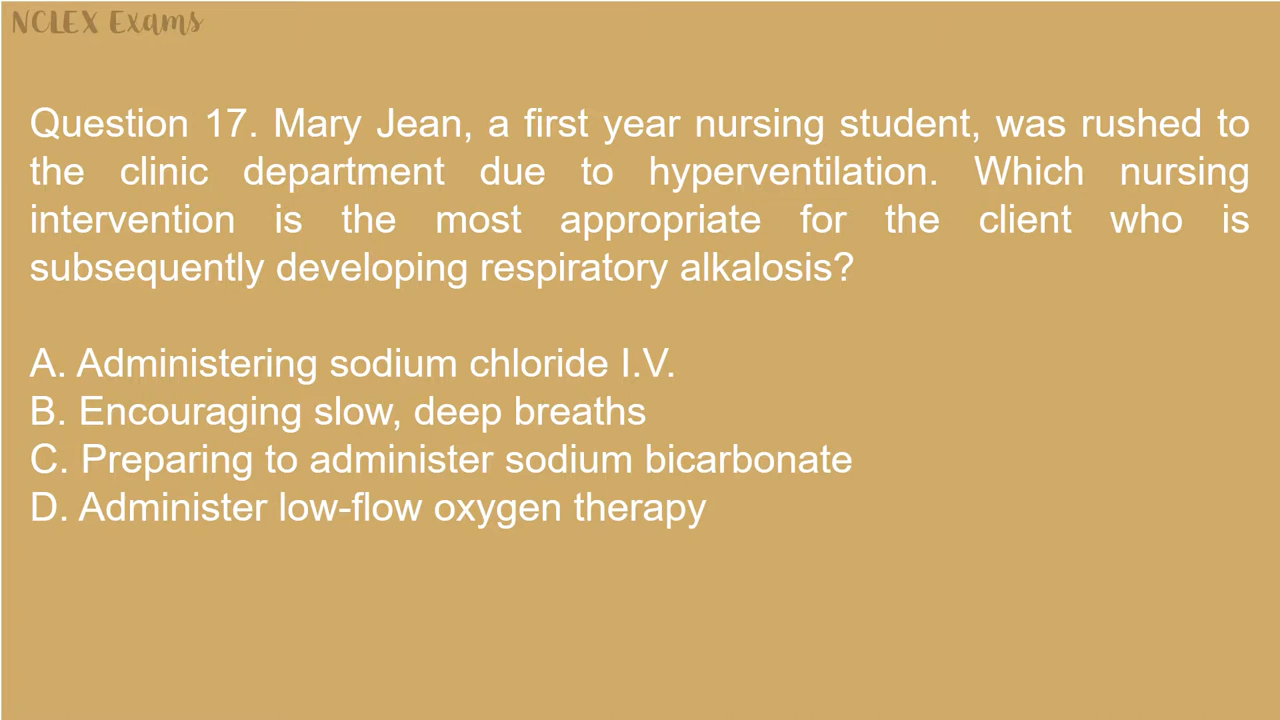 NCLEX Exams
Question 17. Mary Jean, a first year nursing student, was rushed to
the clinic department due to hyperventilation. Which nursing
intervention is the most appropriate for the client who is
subsequently developing respiratory alkalosis?
A. Administering sodium chloride I.V.
B. Encouraging slow, deep breaths
C. Preparing to administer sodium bicarbonate
D. Administer low-flow oxygen therapy